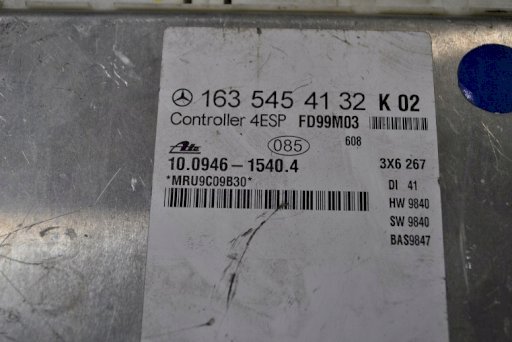 163 545 41 32 K 02
Controller 4ESP FD99M03
608
Ate 085
10.0946-1540.4 3X6 267
*MRU9C09B30* DI 41
HW 9840
SW 9840
BAS9847